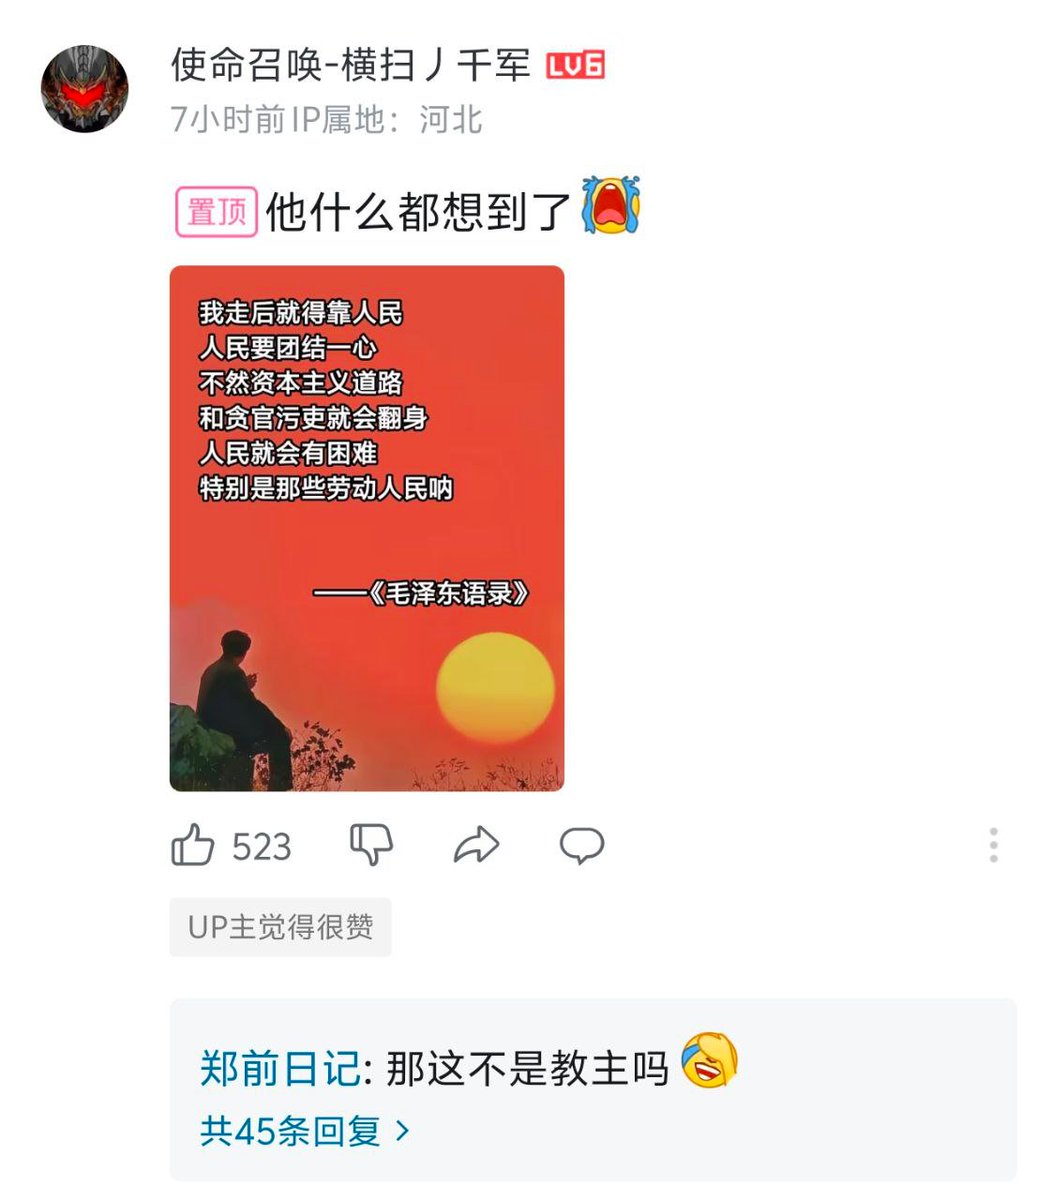 使命召唤-横扫丿千军 LV6
7小时前 IP属地：河北
置顶 他什么都想到了
我走后就得靠人民
人民要团结一心
不然资本主义道路
和贪官污吏就会翻身
人民就会有困难
特别是那些劳动人民呐
——《毛泽东语录》
523
UP主觉得很赞
郑前日记: 那这不是教主吗
共45条回复 >